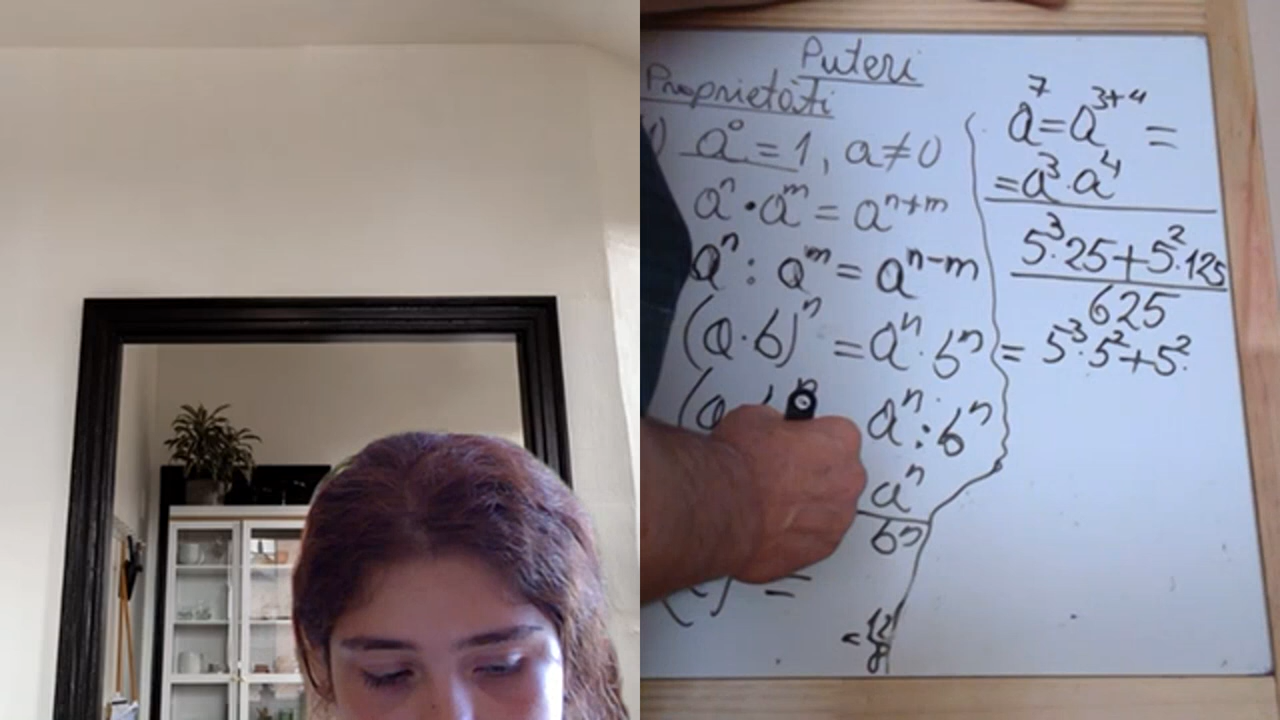 Puteri
Proprietăți
1) a⁰ = 1, a ≠ 0
aⁿ · aᵐ = aⁿ⁺ᵐ
aⁿ : aᵐ = aⁿ⁻ᵐ
(a·b)ⁿ = aⁿ · bⁿ
(a
n
aⁿ : bⁿ
aⁿ
bⁿ
( ) =
a⁷ = a³⁺⁴ =
= a³·a⁴
5³·25+5²·125
625
= 5³·5²+5²·